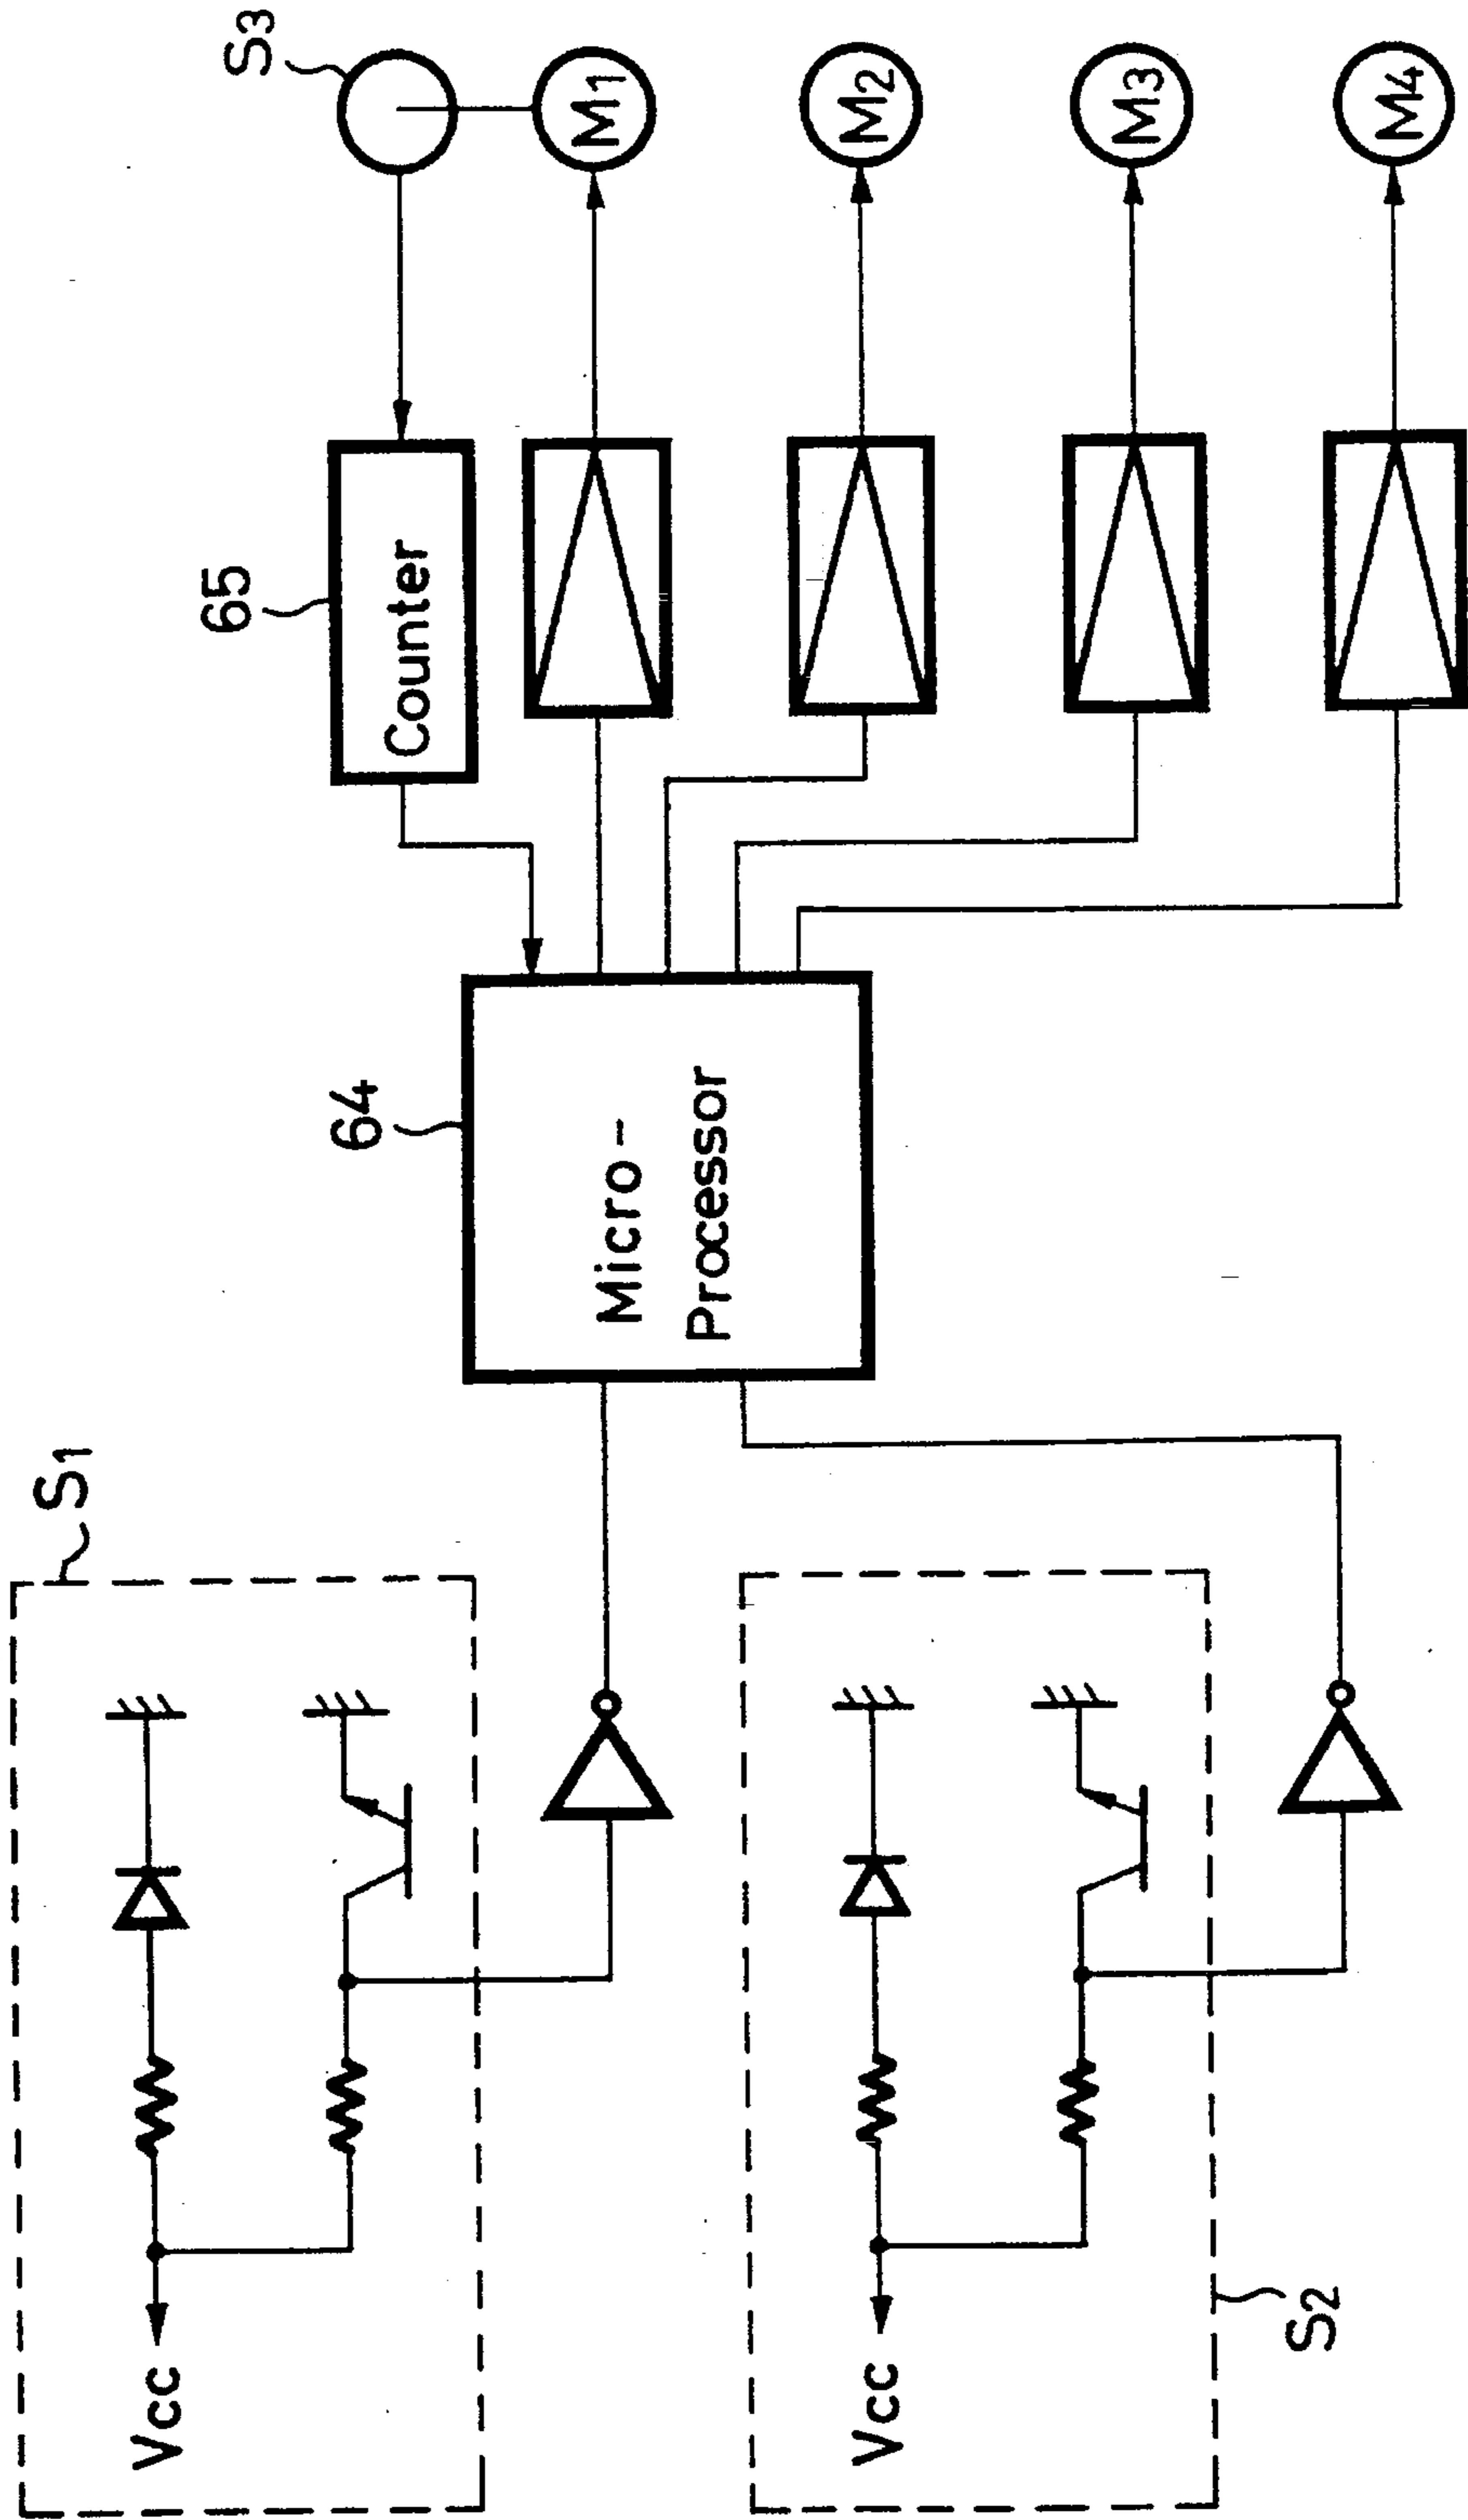 S1
Vcc
S2
Vcc
64
Micro-
Processor
65
Counter
S3
M1
M2
M3
M4